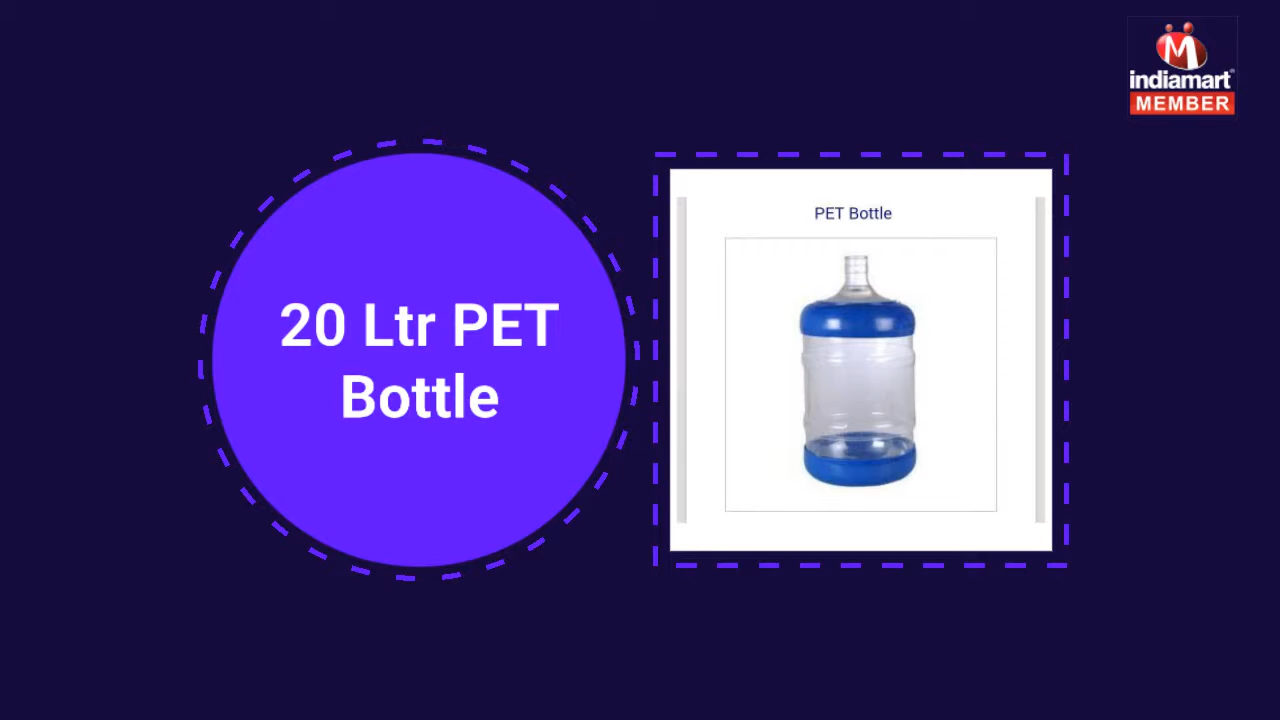 indiamart
MEMBER
20 Ltr PET
Bottle
PET Bottle